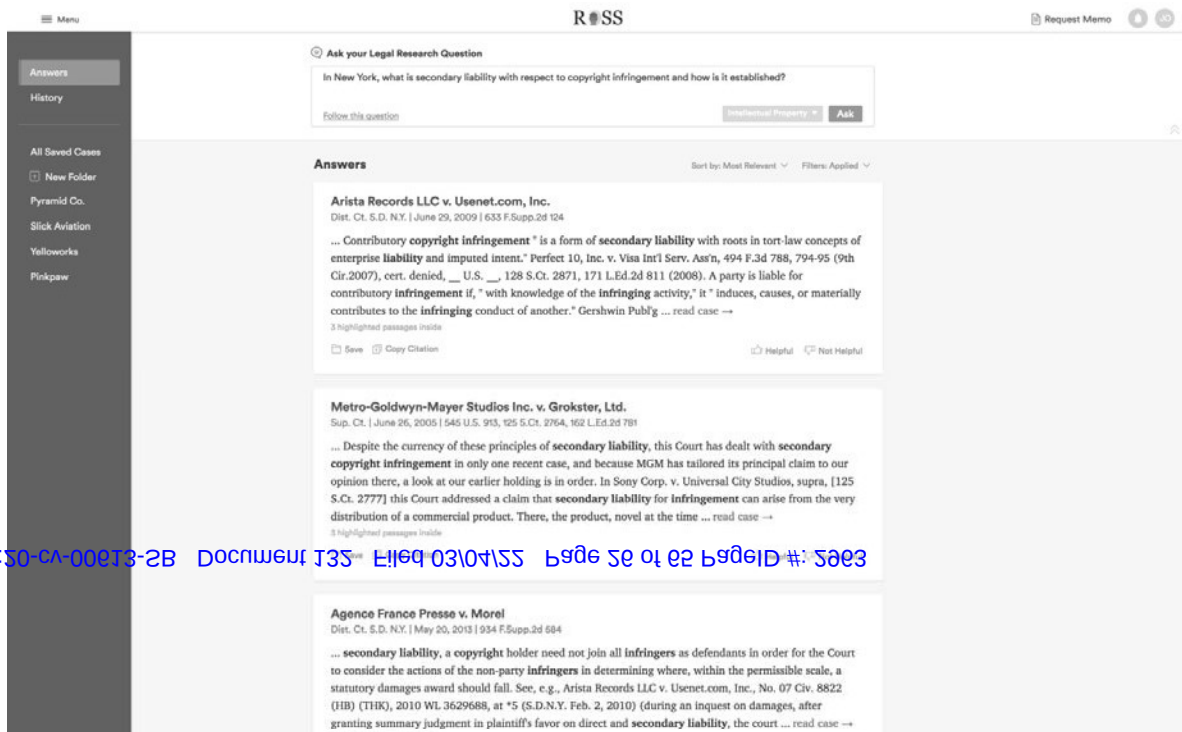 Menu
ROSS
Request Memo
JO
Answers
History
All Saved Cases
New Folder
Pyramid Co.
Slick Aviation
Yelloworks
Pinkpaw
Ask your Legal Research Question
In New York, what is secondary liability with respect to copyright infringement and how is it established?
Follow this question
Intellectual Property
Ask
Answers
Sort by: Most Relevant
Filters: Applied
Arista Records LLC v. Usenet.com, Inc.
Dist. Ct. S.D. N.Y. | June 29, 2009 | 633 F.Supp.2d 124
... Contributory copyright infringement " is a form of secondary liability with roots in tort-law concepts of
enterprise liability and imputed intent." Perfect 10, Inc. v. Visa Int'l Serv. Ass'n, 494 F.3d 788, 794-95 (9th
Cir.2007), cert. denied, __ U.S. __, 128 S.Ct. 2871, 171 L.Ed.2d 811 (2008). A party is liable for
contributory infringement if, " with knowledge of the infringing activity," it " induces, causes, or materially
contributes to the infringing conduct of another." Gershwin Publ'g ... read case →
3 highlighted passages inside
Save Copy Citation
Helpful Not Helpful
Metro-Goldwyn-Mayer Studios Inc. v. Grokster, Ltd.
Sup. Ct. | June 26, 2005 | 545 U.S. 913, 125 S.Ct. 2764, 162 L.Ed.2d 781
... Despite the currency of these principles of secondary liability, this Court has dealt with secondary
copyright infringement in only one recent case, and because MGM has tailored its principal claim to our
opinion there, a look at our earlier holding is in order. In Sony Corp. v. Universal City Studios, supra, [125
S.Ct. 2777] this Court addressed a claim that secondary liability for infringement can arise from the very
distribution of a commercial product. There, the product, novel at the time ... read case →
3 highlighted passages inside
:20-cv-00613-SB Document 132 Filed 03/04/22 Page 26 of 65 PageID #: 2963
Agence France Presse v. Morel
Dist. Ct. S.D. N.Y. | May 20, 2013 | 934 F.Supp.2d 584
... secondary liability, a copyright holder need not join all infringers as defendants in order for the Court
to consider the actions of the non-party infringers in determining where, within the permissible scale, a
statutory damages award should fall. See, e.g., Arista Records LLC v. Usenet.com, Inc., No. 07 Civ. 8822
(HB) (THK), 2010 WL 3629688, at *5 (S.D.N.Y. Feb. 2, 2010) (during an inquest on damages, after
granting summary judgment in plaintiff's favor on direct and secondary liability, the court ... read case →